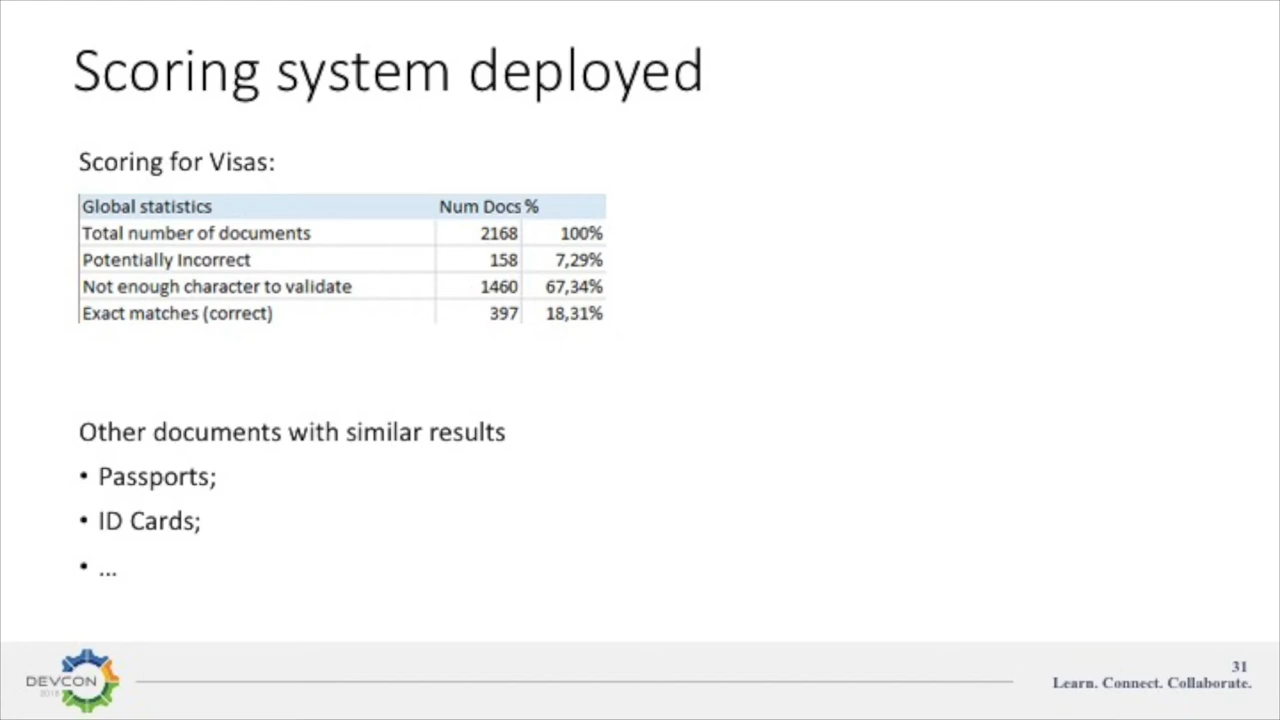 Scoring system deployed
Scoring for Visas:
Global statistics Num Docs %
Total number of documents 2168 100%
Potentially Incorrect 158 7,29%
Not enough character to validate 1460 67,34%
Exact matches (correct) 397 18,31%
Other documents with similar results
• Passports;
• ID Cards;
• ...
DEVCON
31
Learn. Connect. Collaborate.